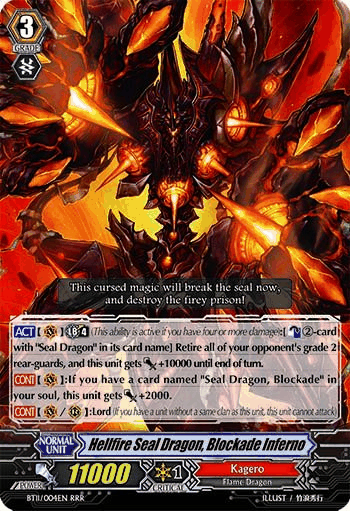 3
GRADE
This cursed magic will break the seal now,
and destroy the firey prison!
ACT [ ] LB 4 (This ability is active if you have four or more damage):[ ②-card
with "Seal Dragon" in its card name] Retire all of your opponent's grade 2
rear-guards, and this unit gets +10000 until end of turn.
CONT [ ]:If you have a card named "Seal Dragon, Blockade" in
your soul, this unit gets +2000.
CONT [ / ]:Lord (If you have a unit without a same clan as this unit, this unit cannot attack)
NORMAL
UNIT
Hellfire Seal Dragon, Blockade Inferno
POWER
11000
1
CRITICAL
Kagero
Flame Dragon
BT11/004EN RRR
ILLUST / 竹浪秀行